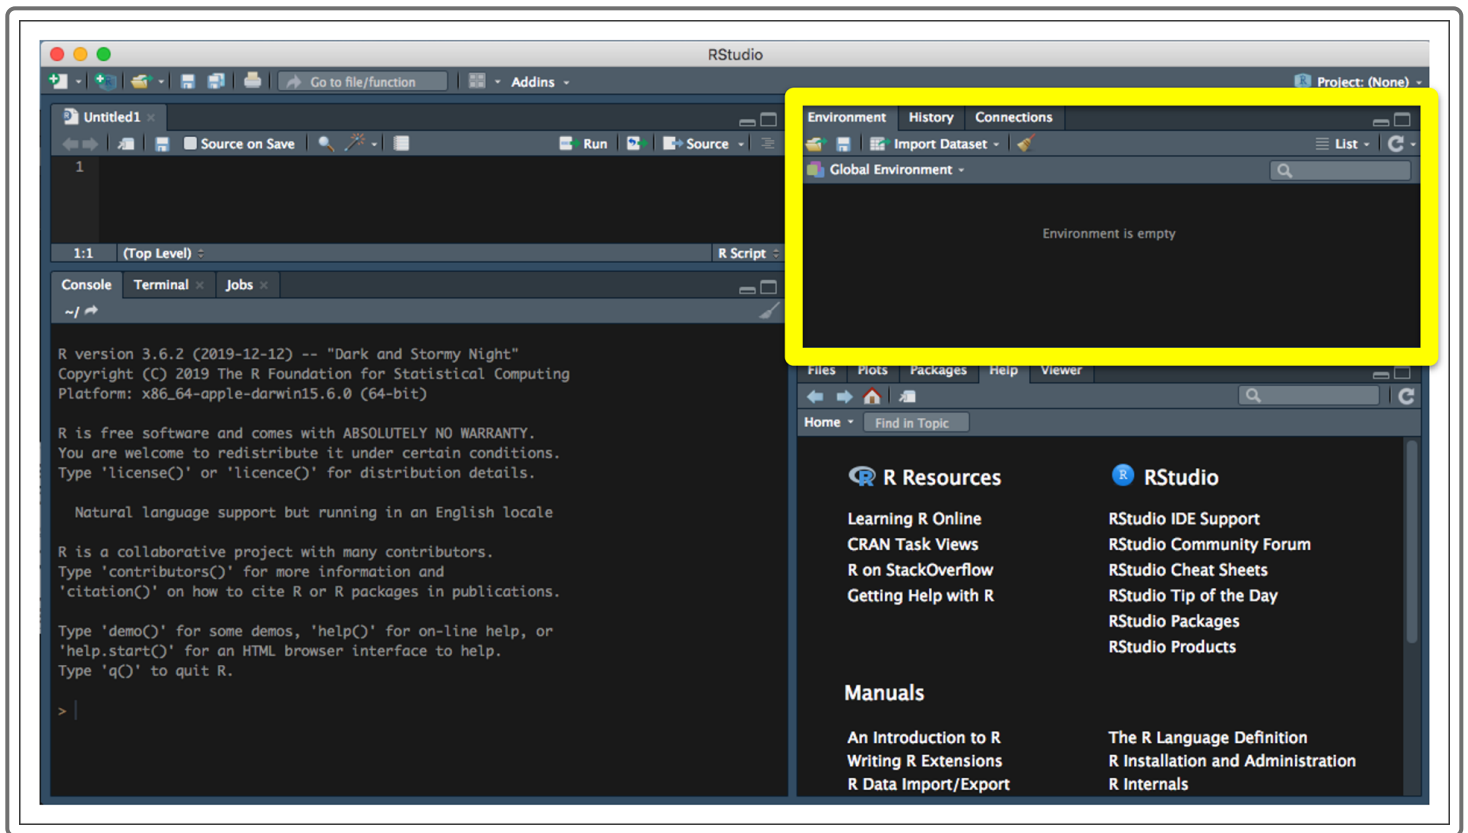 RStudio
Go to file/function
Addins
Project: (None)
Untitled1
Source on Save
Run
Source
1
1:1
(Top Level)
R Script
Console
Terminal
Jobs
~/
R version 3.6.2 (2019-12-12) -- "Dark and Stormy Night"
Copyright (C) 2019 The R Foundation for Statistical Computing
Platform: x86_64-apple-darwin15.6.0 (64-bit)
R is free software and comes with ABSOLUTELY NO WARRANTY.
You are welcome to redistribute it under certain conditions.
Type 'license()' or 'licence()' for distribution details.
Natural language support but running in an English locale
R is a collaborative project with many contributors.
Type 'contributors()' for more information and
'citation()' on how to cite R or R packages in publications.
Type 'demo()' for some demos, 'help()' for on-line help, or
'help.start()' for an HTML browser interface to help.
Type 'q()' to quit R.
>
Environment
History
Connections
Import Dataset
List
Global Environment
Environment is empty
Files
Plots
Packages
Help
Viewer
Home
Find in Topic
R Resources
Learning R Online
CRAN Task Views
R on StackOverflow
Getting Help with R
RStudio
RStudio IDE Support
RStudio Community Forum
RStudio Cheat Sheets
RStudio Tip of the Day
RStudio Packages
RStudio Products
Manuals
An Introduction to R
Writing R Extensions
R Data Import/Export
The R Language Definition
R Installation and Administration
R Internals